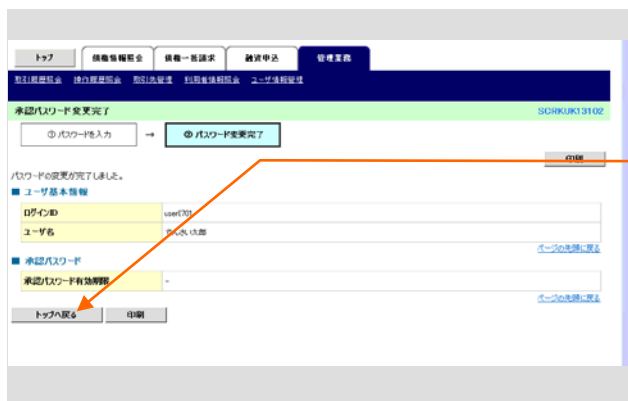 トップ 債権情報照会 債権一括請求 融資申込 管理業務
取引履歴照会 操作履歴照会 取引先管理 利用者情報照会 ユーザ情報管理
承認パスワード変更完了 SCRKUK13102
① パスワードを入力 → ② パスワード変更完了
印刷
パスワードの変更が完了しました。
■ ユーザ基本情報
ログインID
ユーザ名
ページの先頭に戻る
■ 承認パスワード
承認パスワード有効期限 -
ページの先頭に戻る
トップへ戻る 印刷